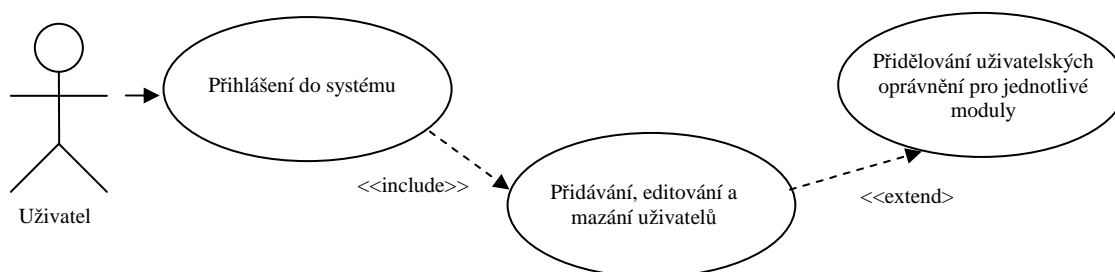 Přihlášení do systému
Přidělování uživatelských
oprávnění pro jednotlivé
moduly
<<include>>
Přidávání, editování a
mazání uživatelů
<<extend>
Uživatel